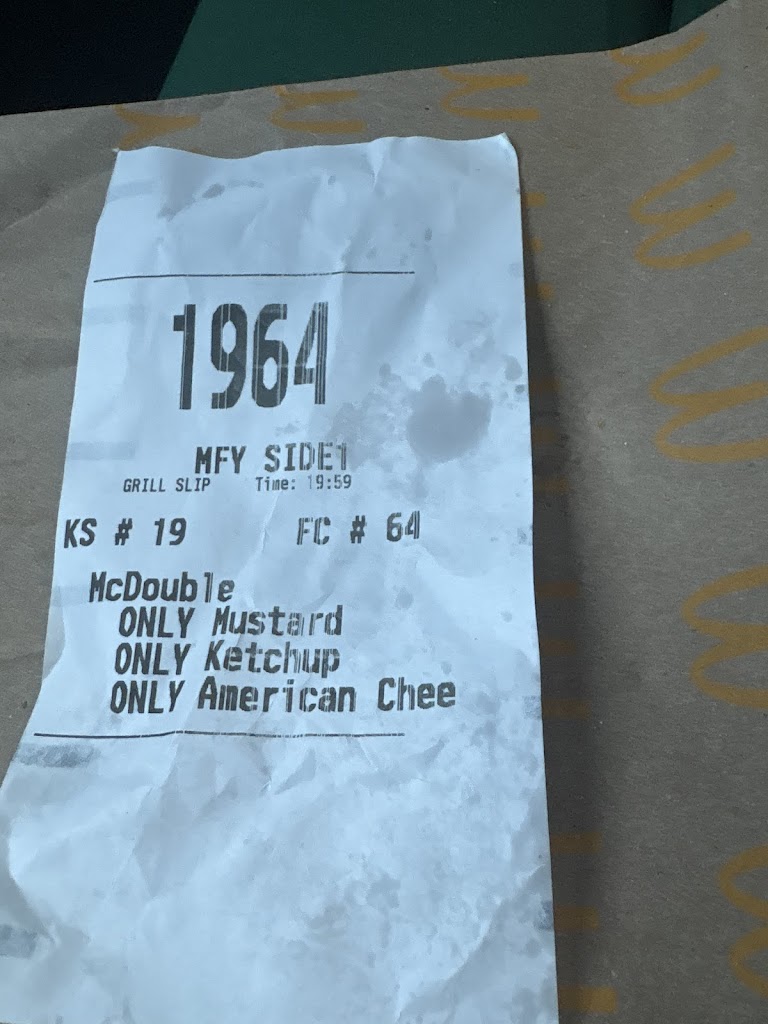 1964
MFY SIDE1
GRILL SLIP Time: 19:59
KS # 19 FC # 64
McDouble
ONLY Mustard
ONLY Ketchup
ONLY American Chee